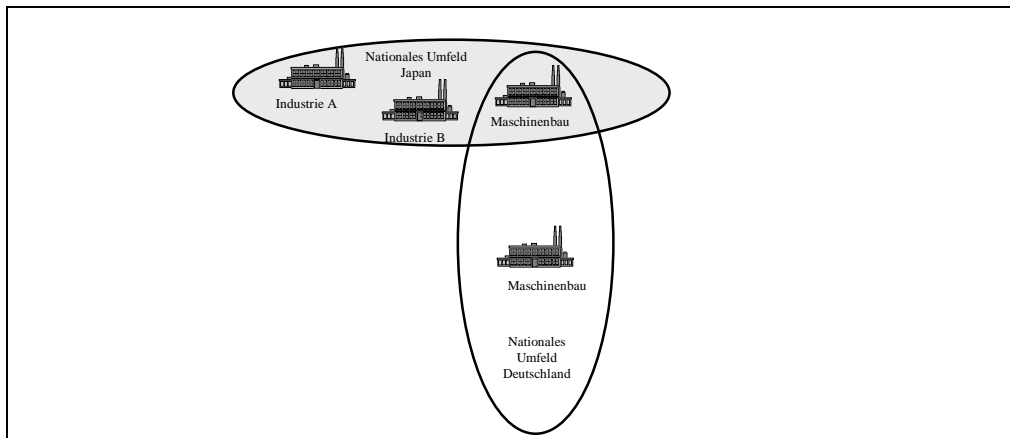 Nationales Umfeld
Japan
Industrie A
Industrie B
Maschinenbau
Maschinenbau
Nationales
Umfeld
Deutschland